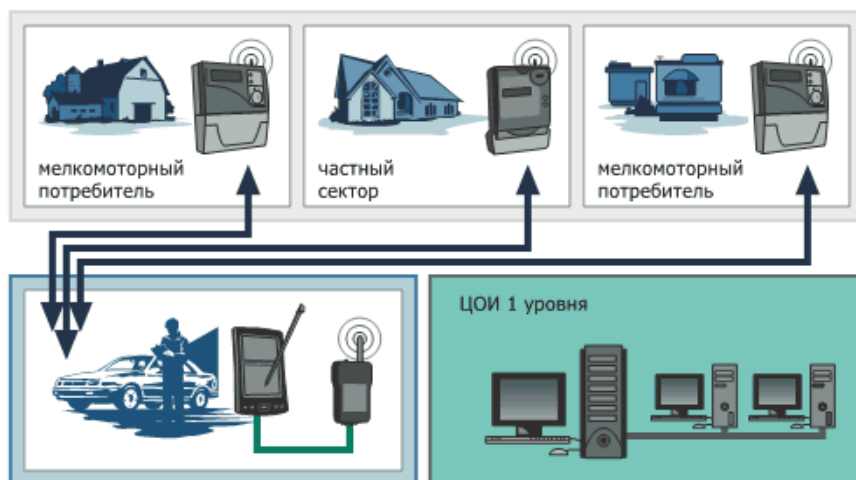 мелкомоторный
потребитель
частный
сектор
мелкомоторный
потребитель
ЦОИ 1 уровня